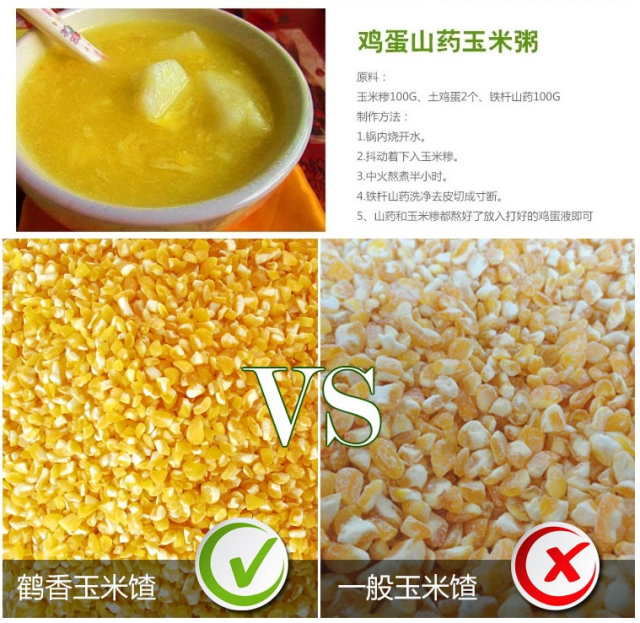 鸡蛋山药玉米粥
原料：
玉米糁100G、土鸡蛋2个、铁杆山药100G
制作方法：
1.锅内烧开水。
2.抖动着下入玉米糁。
3.中火熬煮半小时。
4.铁杆山药洗净去皮切成寸断。
5、山药和玉米糁都熬好了放入打好的鸡蛋液即可
VS
鹤香玉米馇
一般玉米馇